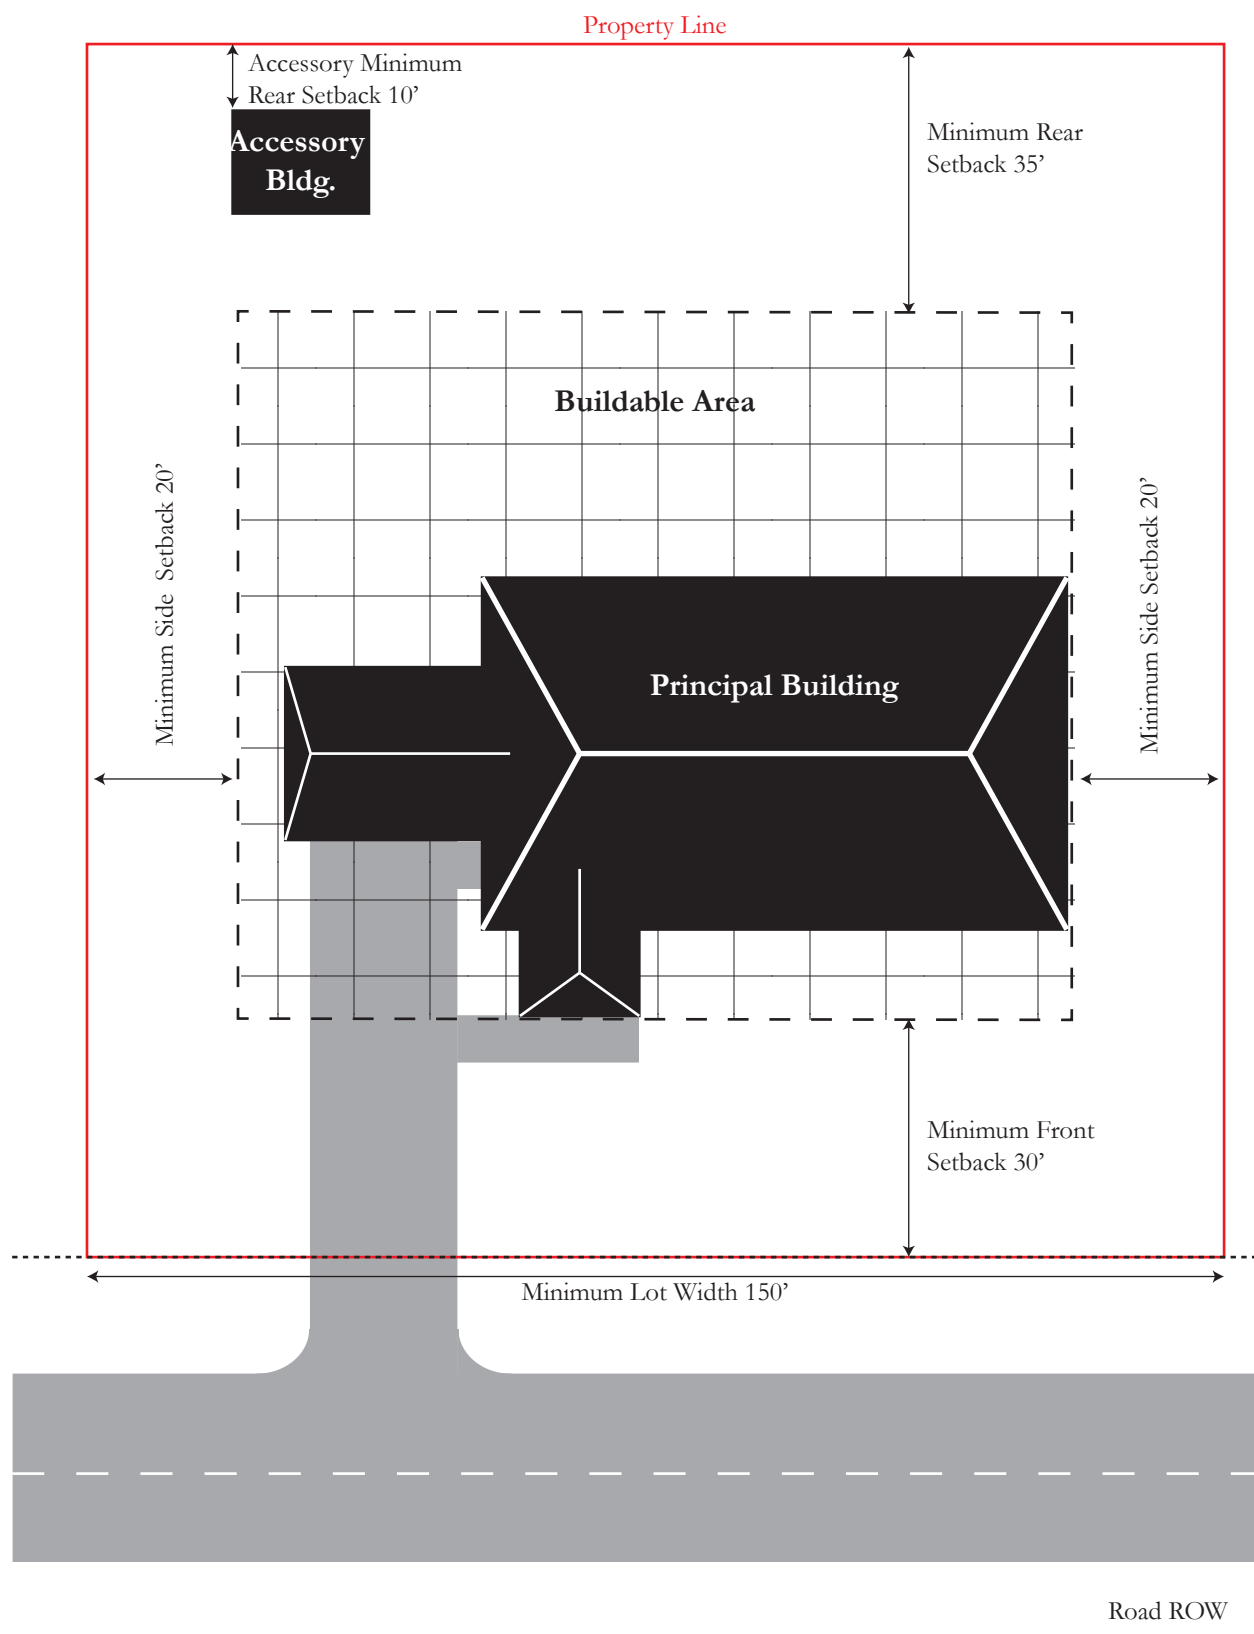 Property Line
Accessory Minimum
Rear Setback 10’
Accessory
Bldg.
Minimum Rear
Setback 35’
Buildable Area
Minimum Side  Setback 20’
Minimum Side Setback 20’
Principal Building
Minimum Front
Setback 30’
Minimum Lot Width 150’
Road ROW